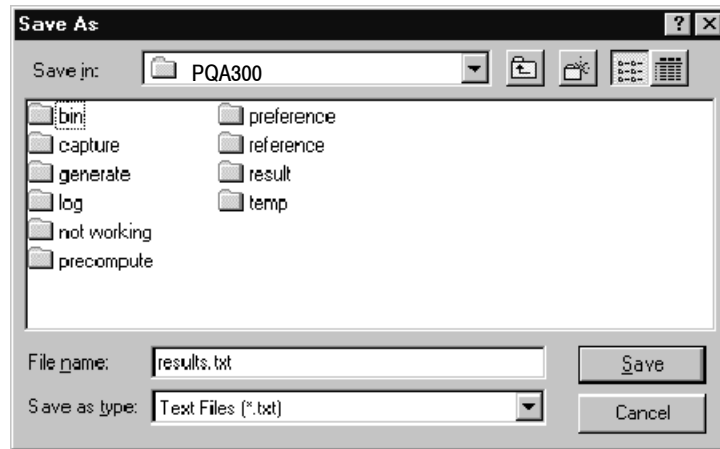 Save As
Save in: PQA300
bin
capture
generate
log
not working
precompute
preference
reference
result
temp
File name: results.txt
Save
Save as type: Text Files (*.txt)
Cancel